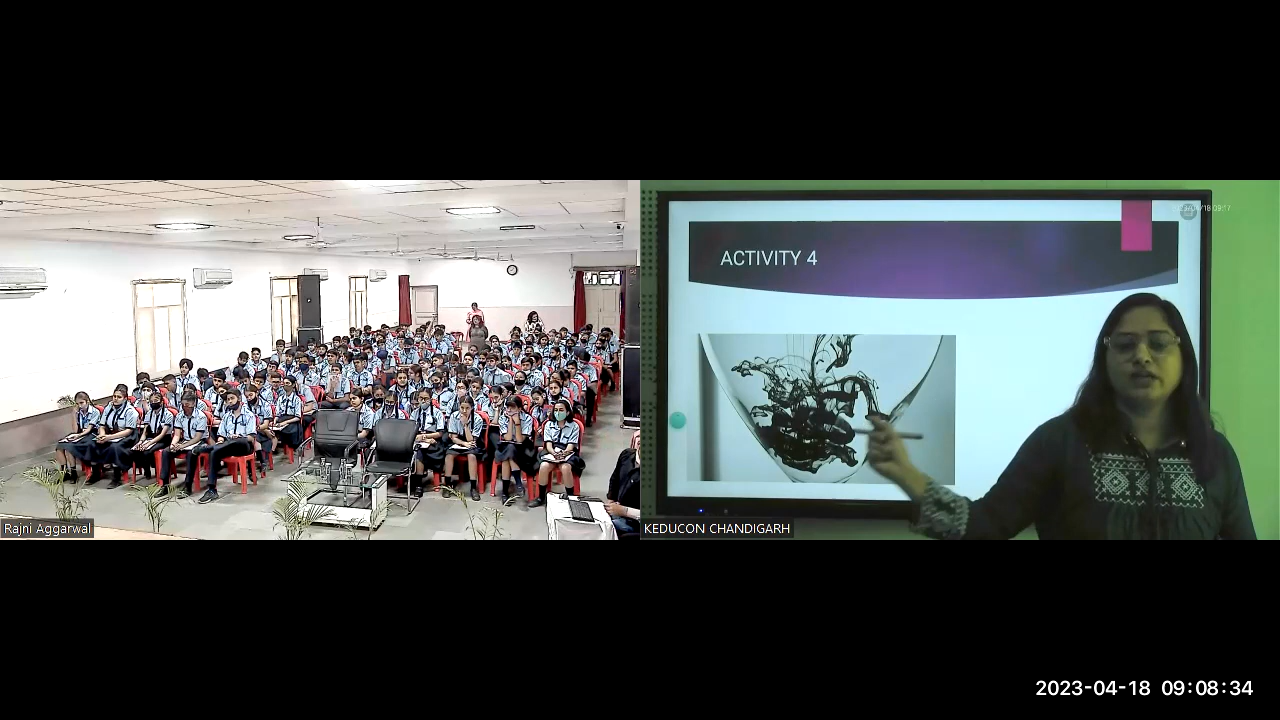 ACTIVITY 4
Rajni Aggarwal
KEDUCON CHANDIGARH
2023-04-18 09:08:34